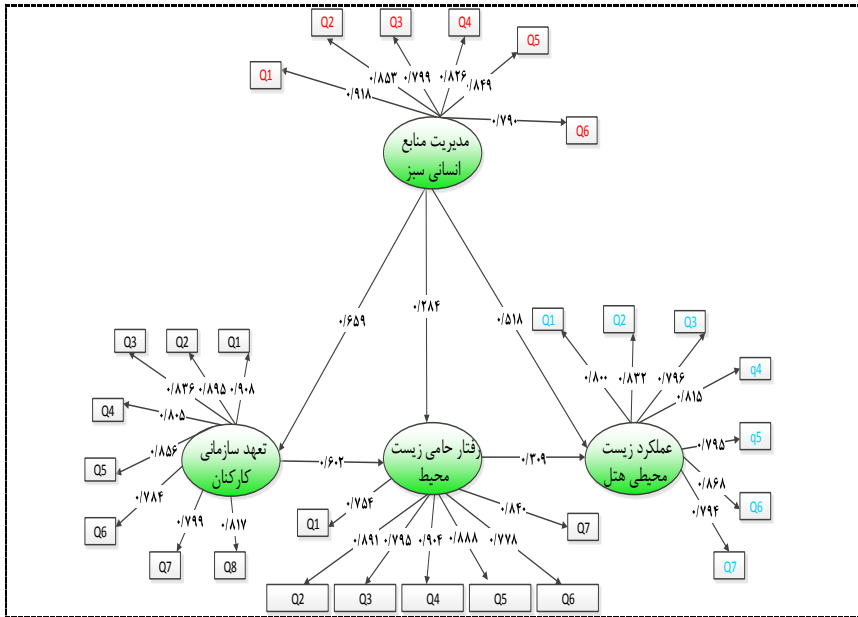 Q2
Q3
Q4
Q5
Q1
Q6
۰/۹۱۸
۰/۸۵۳
۰/۷۹۹
۰/۸۲۶
۰/۸۴۹
۰/۷۹۰
مدیریت منابع
انسانی سبز
۰/۶۵۹
۰/۲۸۴
۰/۵۱۸
Q3
Q2
Q1
Q4
Q5
Q6
Q7
Q8
۰/۸۳۶
۰/۸۹۵
۰/۹۰۸
۰/۸۰۵
۰/۸۵۶
۰/۷۸۴
۰/۷۹۹
۰/۸۱۷
تعهد سازمانی
کارکنان
۰/۶۰۲
رفتار حامی زیست
محیط
۰/۳۰۹
Q1
۰/۷۵۴
۰/۸۴۰
Q7
۰/۸۹۱
۰/۷۹۵
۰/۹۰۴
۰/۸۸۸
۰/۷۷۸
Q2
Q3
Q4
Q5
Q6
Q1
Q2
Q3
q4
q5
Q6
Q7
۰/۸۰۰
۰/۸۳۲
۰/۷۹۶
۰/۸۱۵
۰/۷۹۵
۰/۸۶۸
۰/۷۹۴
عملکرد زیست
محیطی هتل